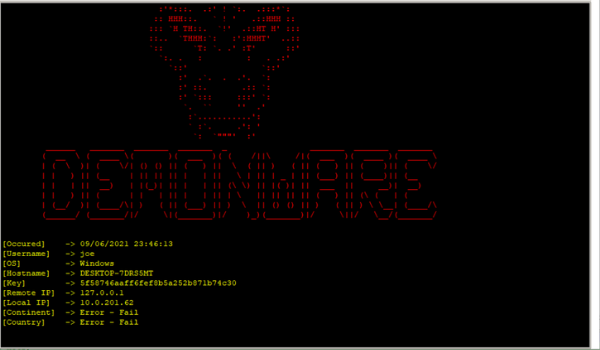 DEMONWARE
[Occured] -> 09/06/2021 23:46:13
[Username] -> joe
[OS] -> Windows
[Hostname] -> DESKTOP-7DRS5MT
[Key] -> 5f58746aaff6fef8b5a252b871b74c30
[Remote IP] -> 127.0.0.1
[Local IP] -> 10.0.201.62
[Continent] -> Error - Fail
[Country] -> Error - Fail